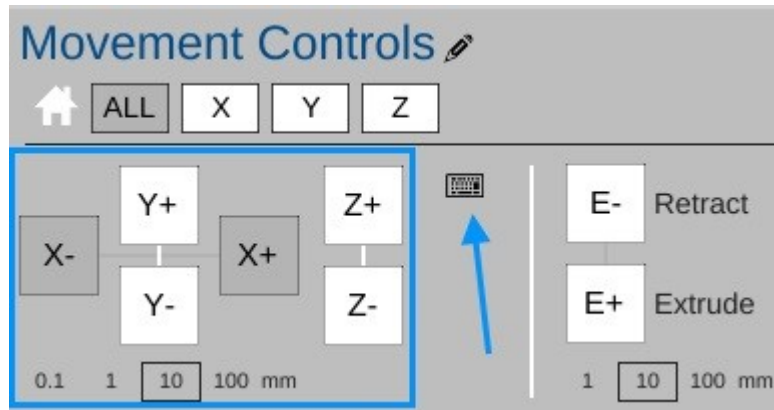 Movement Controls
ALL X Y Z
Y+ Z+ E- Retract
X- X+
Y- Z- E+ Extrude
0.1 1 10 100 mm 1 10 100 mm